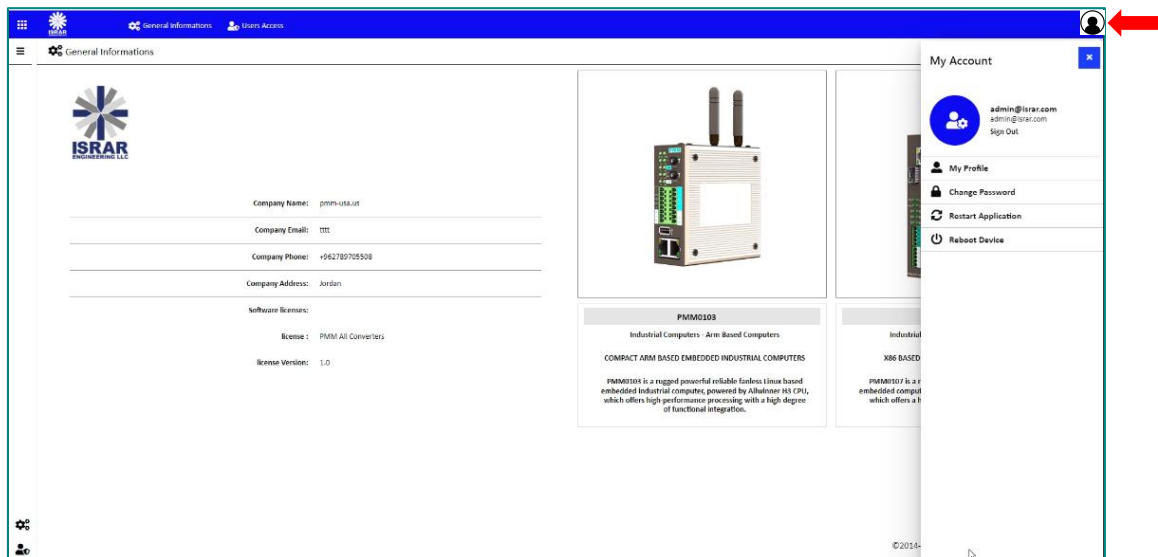 ISRAR
General Informations
Users Access
General Informations
ISRAR
ENGINEERING LLC
Company Name: pmm-usa.us
Company Email: tttt
Company Phone: +962789705508
Company Address: Jordan
Software licenses:
license : PMM All Converters
license Version: 1.0
PMM0103
Industrial Computers - Arm Based Computers
COMPACT ARM BASED EMBEDDED INDUSTRIAL COMPUTERS
PMM0103 is a rugged powerful reliable fanless Linux based
embedded industrial computer, powered by Allwinner H3 CPU,
which offers high-performance processing with a high degree
of functional integration.
Industrial
X86 BASED
PMM0107 is a r
embedded comput
which offers a h
©2014-
My Account
×
admin@israr.com
admin@israr.com
Sign Out
My Profile
Change Password
Restart Application
Reboot Device